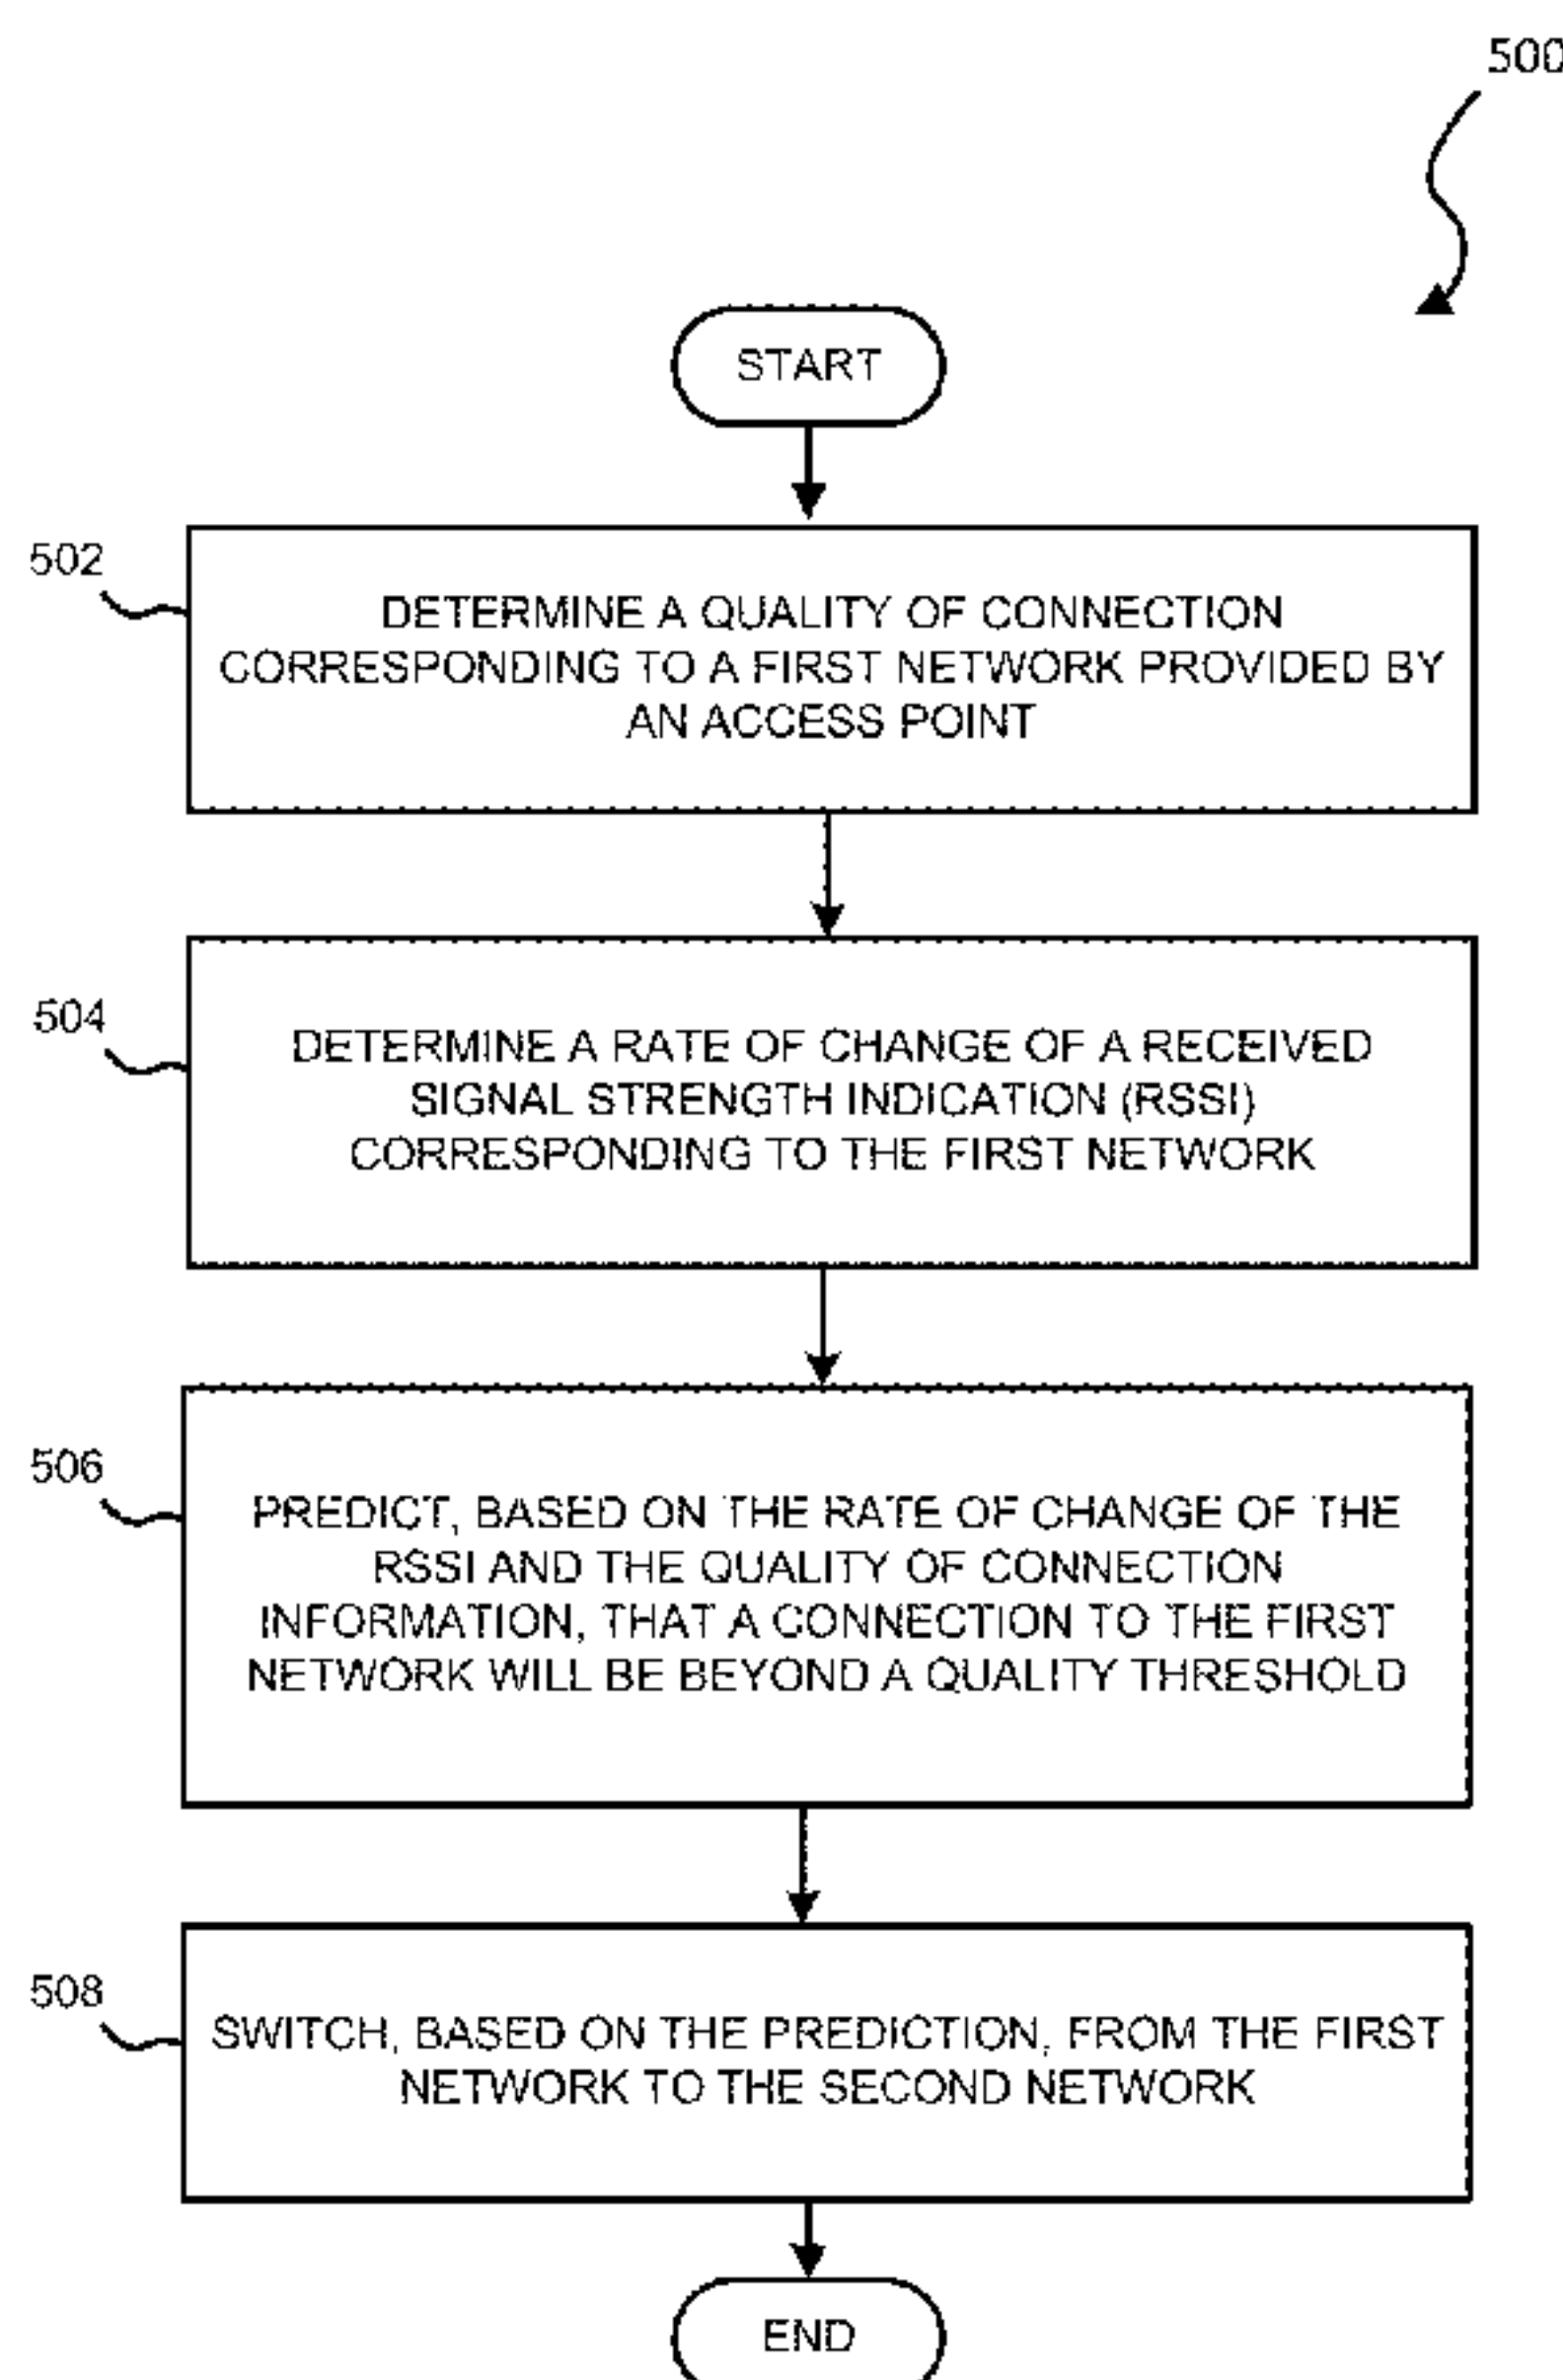 500
START
502
DETERMINE A QUALITY OF CONNECTION
CORRESPONDING TO A FIRST NETWORK PROVIDED BY
AN ACCESS POINT
504
DETERMINE A RATE OF CHANGE OF A RECEIVED
SIGNAL STRENGTH INDICATION (RSSI)
CORRESPONDING TO THE FIRST NETWORK
506
PREDICT, BASED ON THE RATE OF CHANGE OF THE
RSSI AND THE QUALITY OF CONNECTION
INFORMATION, THAT A CONNECTION TO THE FIRST
NETWORK WILL BE BEYOND A QUALITY THRESHOLD
508
SWITCH, BASED ON THE PREDICTION, FROM THE FIRST
NETWORK TO THE SECOND NETWORK
END